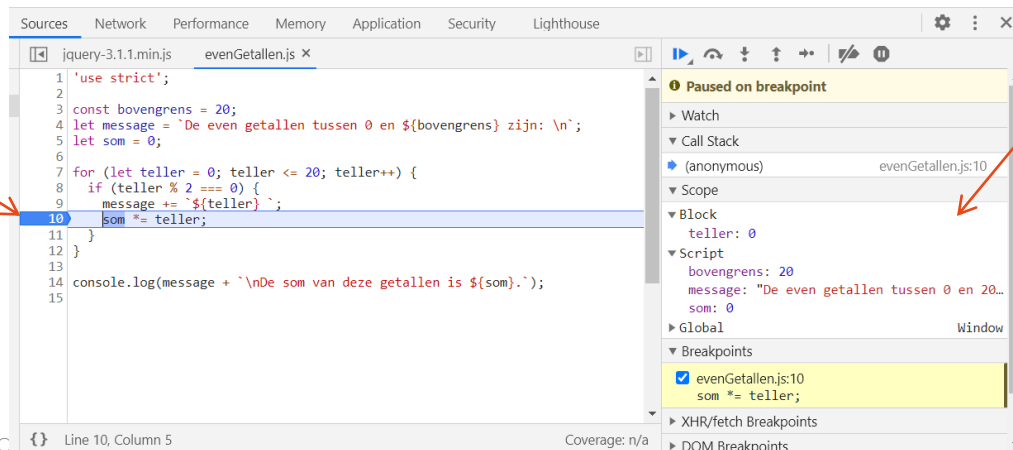 Sources Network Performance Memory Application Security Lighthouse
jquery-3.1.1.min.js evenGetallen.js ×
1 'use strict';
2
3 const bovengrens = 20;
4 let message = `De even getallen tussen 0 en ${bovengrens} zijn: \n`;
5 let som = 0;
6
7 for (let teller = 0; teller <= 20; teller++) {
8 if (teller % 2 === 0) {
9 message += `${teller} `;
10 som *= teller;
11 }
12 }
13
14 console.log(message + `\nDe som van deze getallen is ${som}.`);
15
{} Line 10, Column 5 Coverage: n/a
Paused on breakpoint
Watch
Call Stack
(anonymous) evenGetallen.js:10
Scope
Block
teller: 0
Script
bovengrens: 20
message: "De even getallen tussen 0 en 20…
som: 0
Global Window
Breakpoints
evenGetallen.js:10
som *= teller;
XHR/fetch Breakpoints
DOM Breakpoints